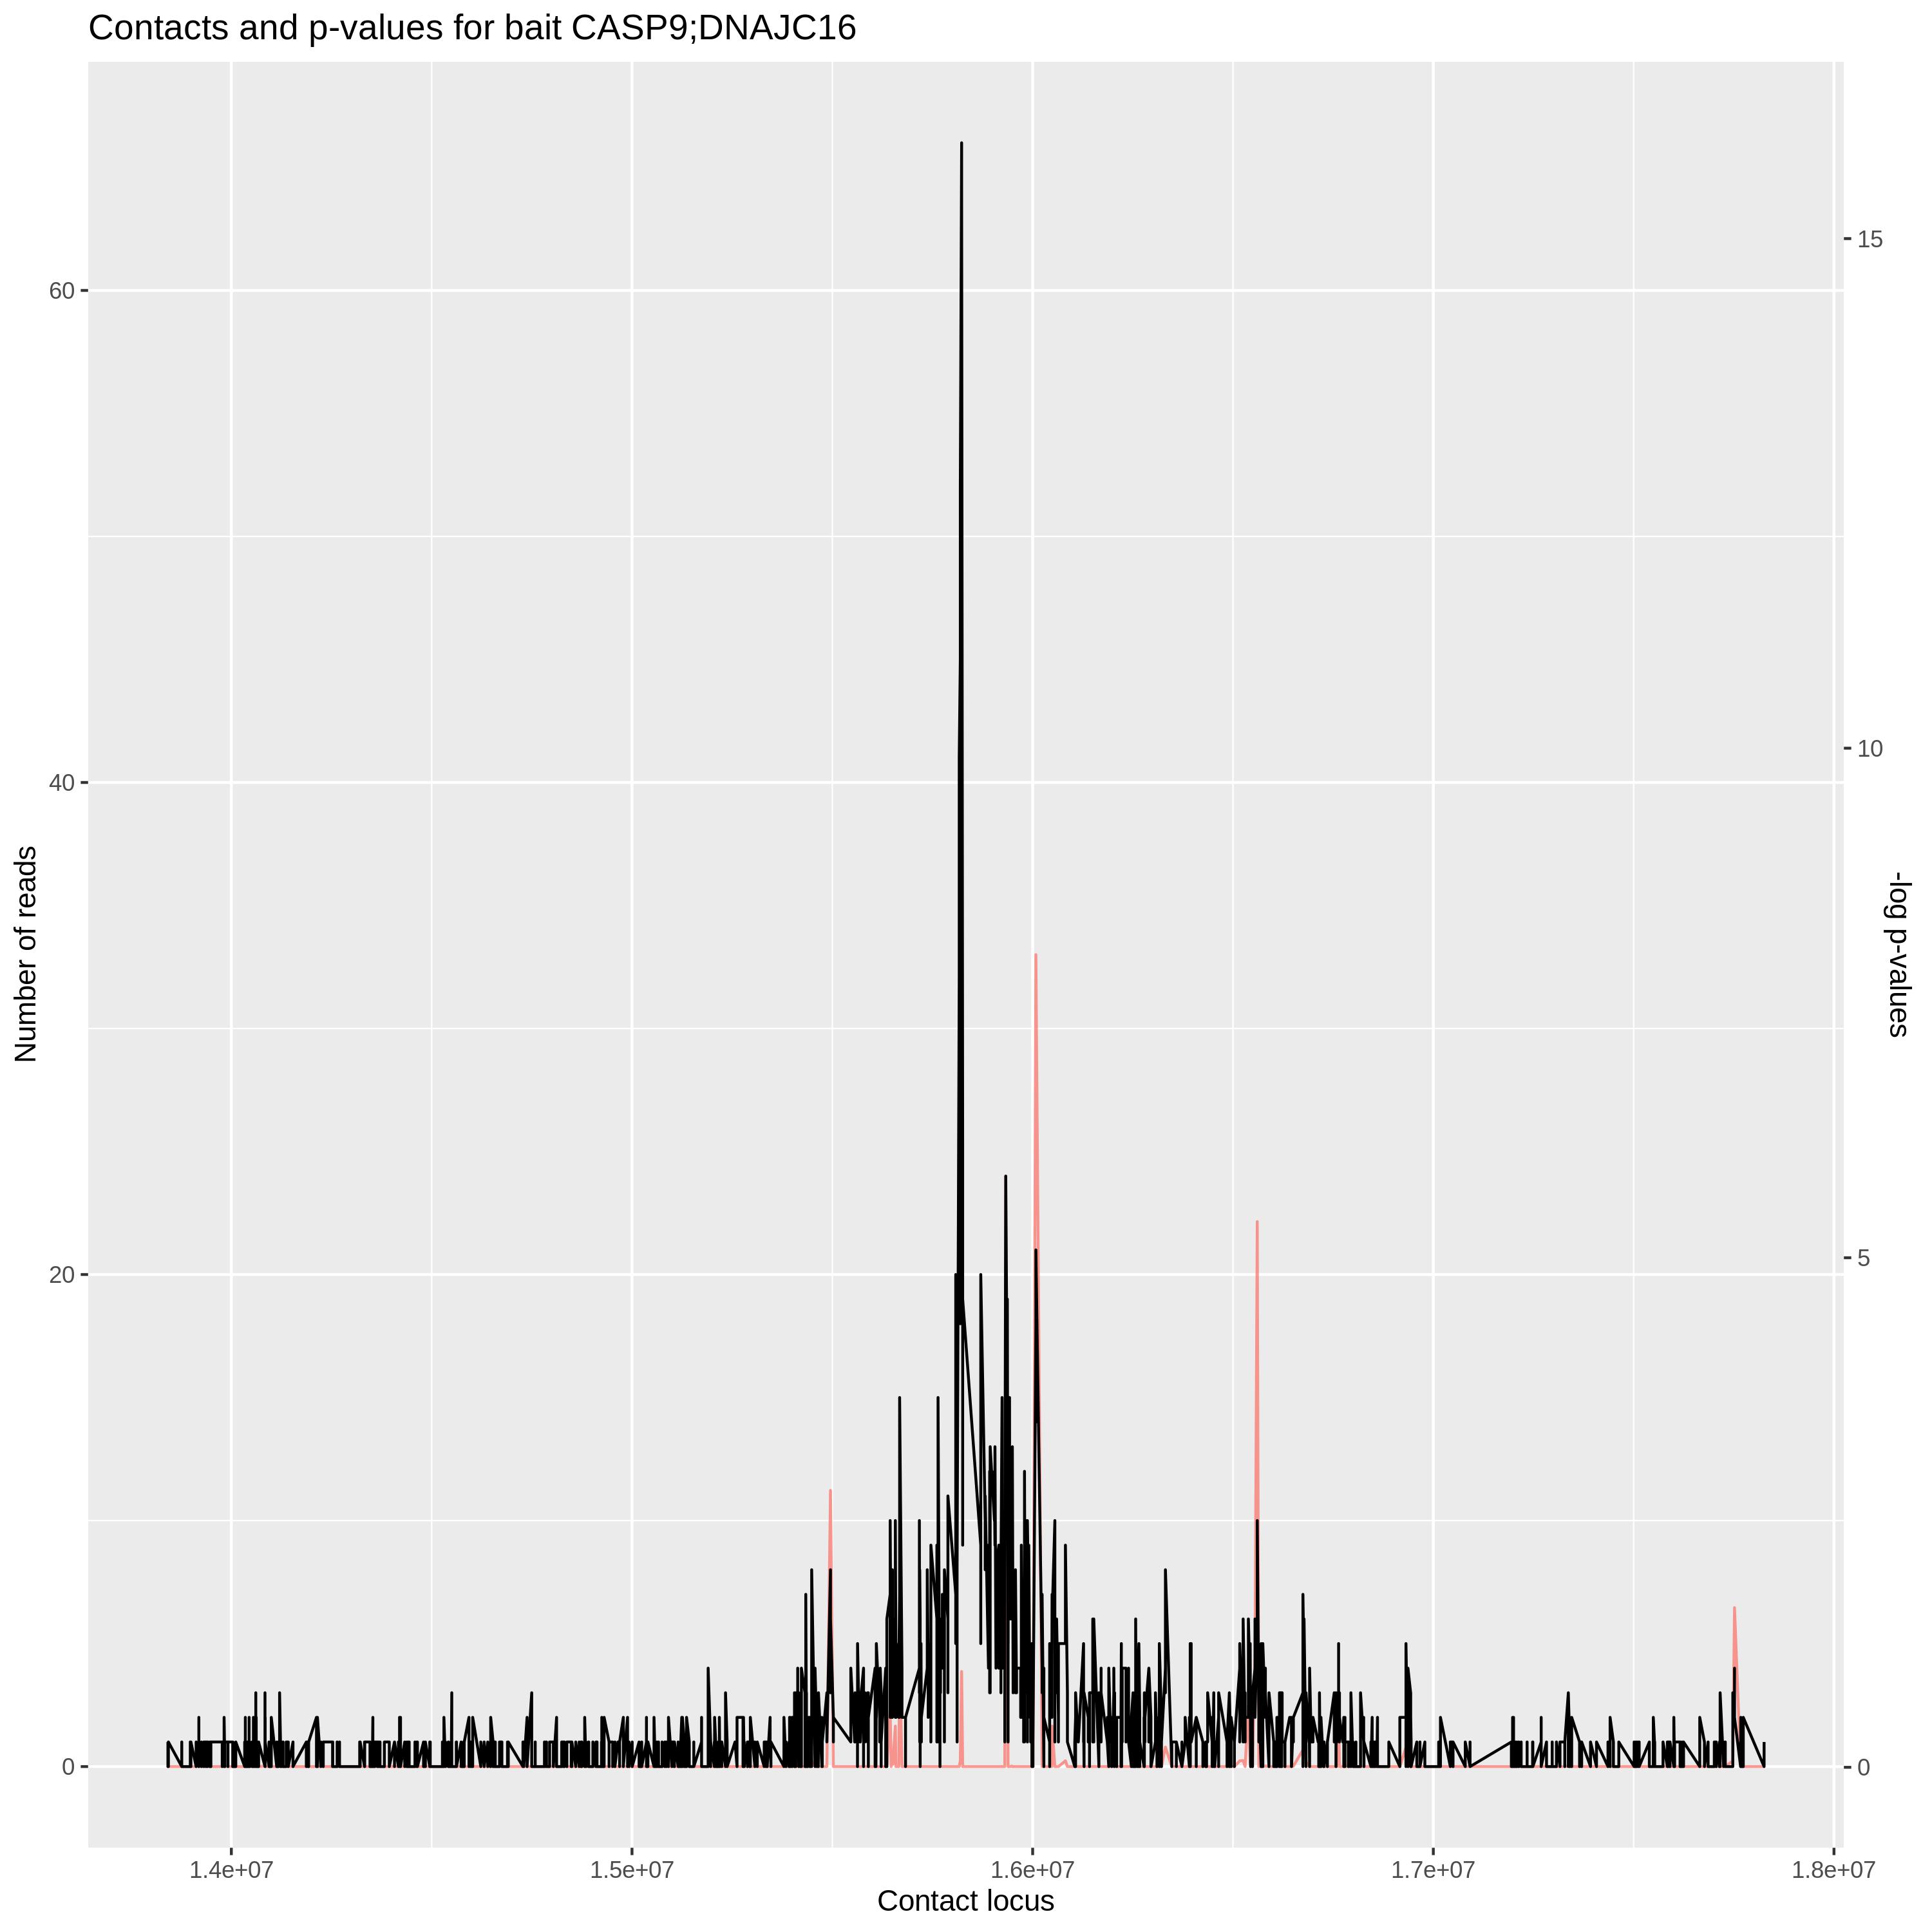 Contacts and p-values for bait CASP9;DNAJC16
Number of reads
60
40
20
0
-log p-values
15
10
5
0
1.4e+07
1.5e+07
1.6e+07
1.7e+07
1.8e+07
Contact locus